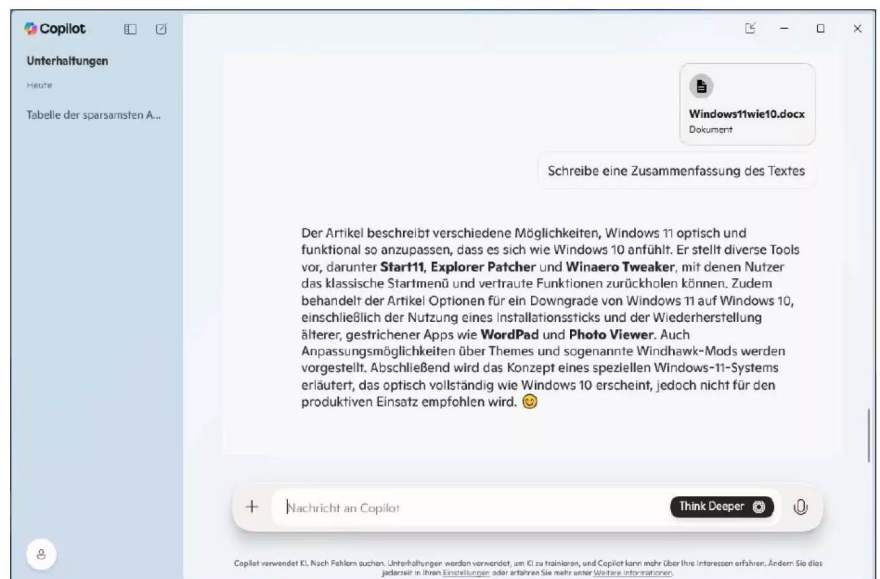 Copilot
Unterhaltungen
Heute
Tabelle der sparsamsten A...
Windows11wie10.docx
Dokument
Schreibe eine Zusammenfassung des Textes
Der Artikel beschreibt verschiedene Möglichkeiten, Windows 11 optisch und
funktional so anzupassen, dass es sich wie Windows 10 anfühlt. Er stellt diverse Tools
vor, darunter Start11, Explorer Patcher und Winaero Tweaker, mit denen Nutzer
das klassische Startmenü und vertraute Funktionen zurückholen können. Zudem
behandelt der Artikel Optionen für ein Downgrade von Windows 11 auf Windows 10,
einschließlich der Nutzung eines Installationssticks und der Wiederherstellung
älterer, gestrichener Apps wie WordPad und Photo Viewer. Auch
Anpassungsmöglichkeiten über Themes und sogenannte Windhawk-Mods werden
vorgestellt. Abschließend wird das Konzept eines speziellen Windows-11-Systems
erläutert, das optisch vollständig wie Windows 10 erscheint, jedoch nicht für den
produktiven Einsatz empfohlen wird. 😊
Nachricht an Copilot
Think Deeper
Copilot verwendet KI. Nach Fehlern suchen. Unterhaltungen werden verwendet, um KI zu trainieren, und Copilot kann mehr über Ihre Interessen erfahren. Ändern Sie dies
jederzeit in Ihren Einstellungen oder erfahren Sie mehr unter Weitere Informationen.